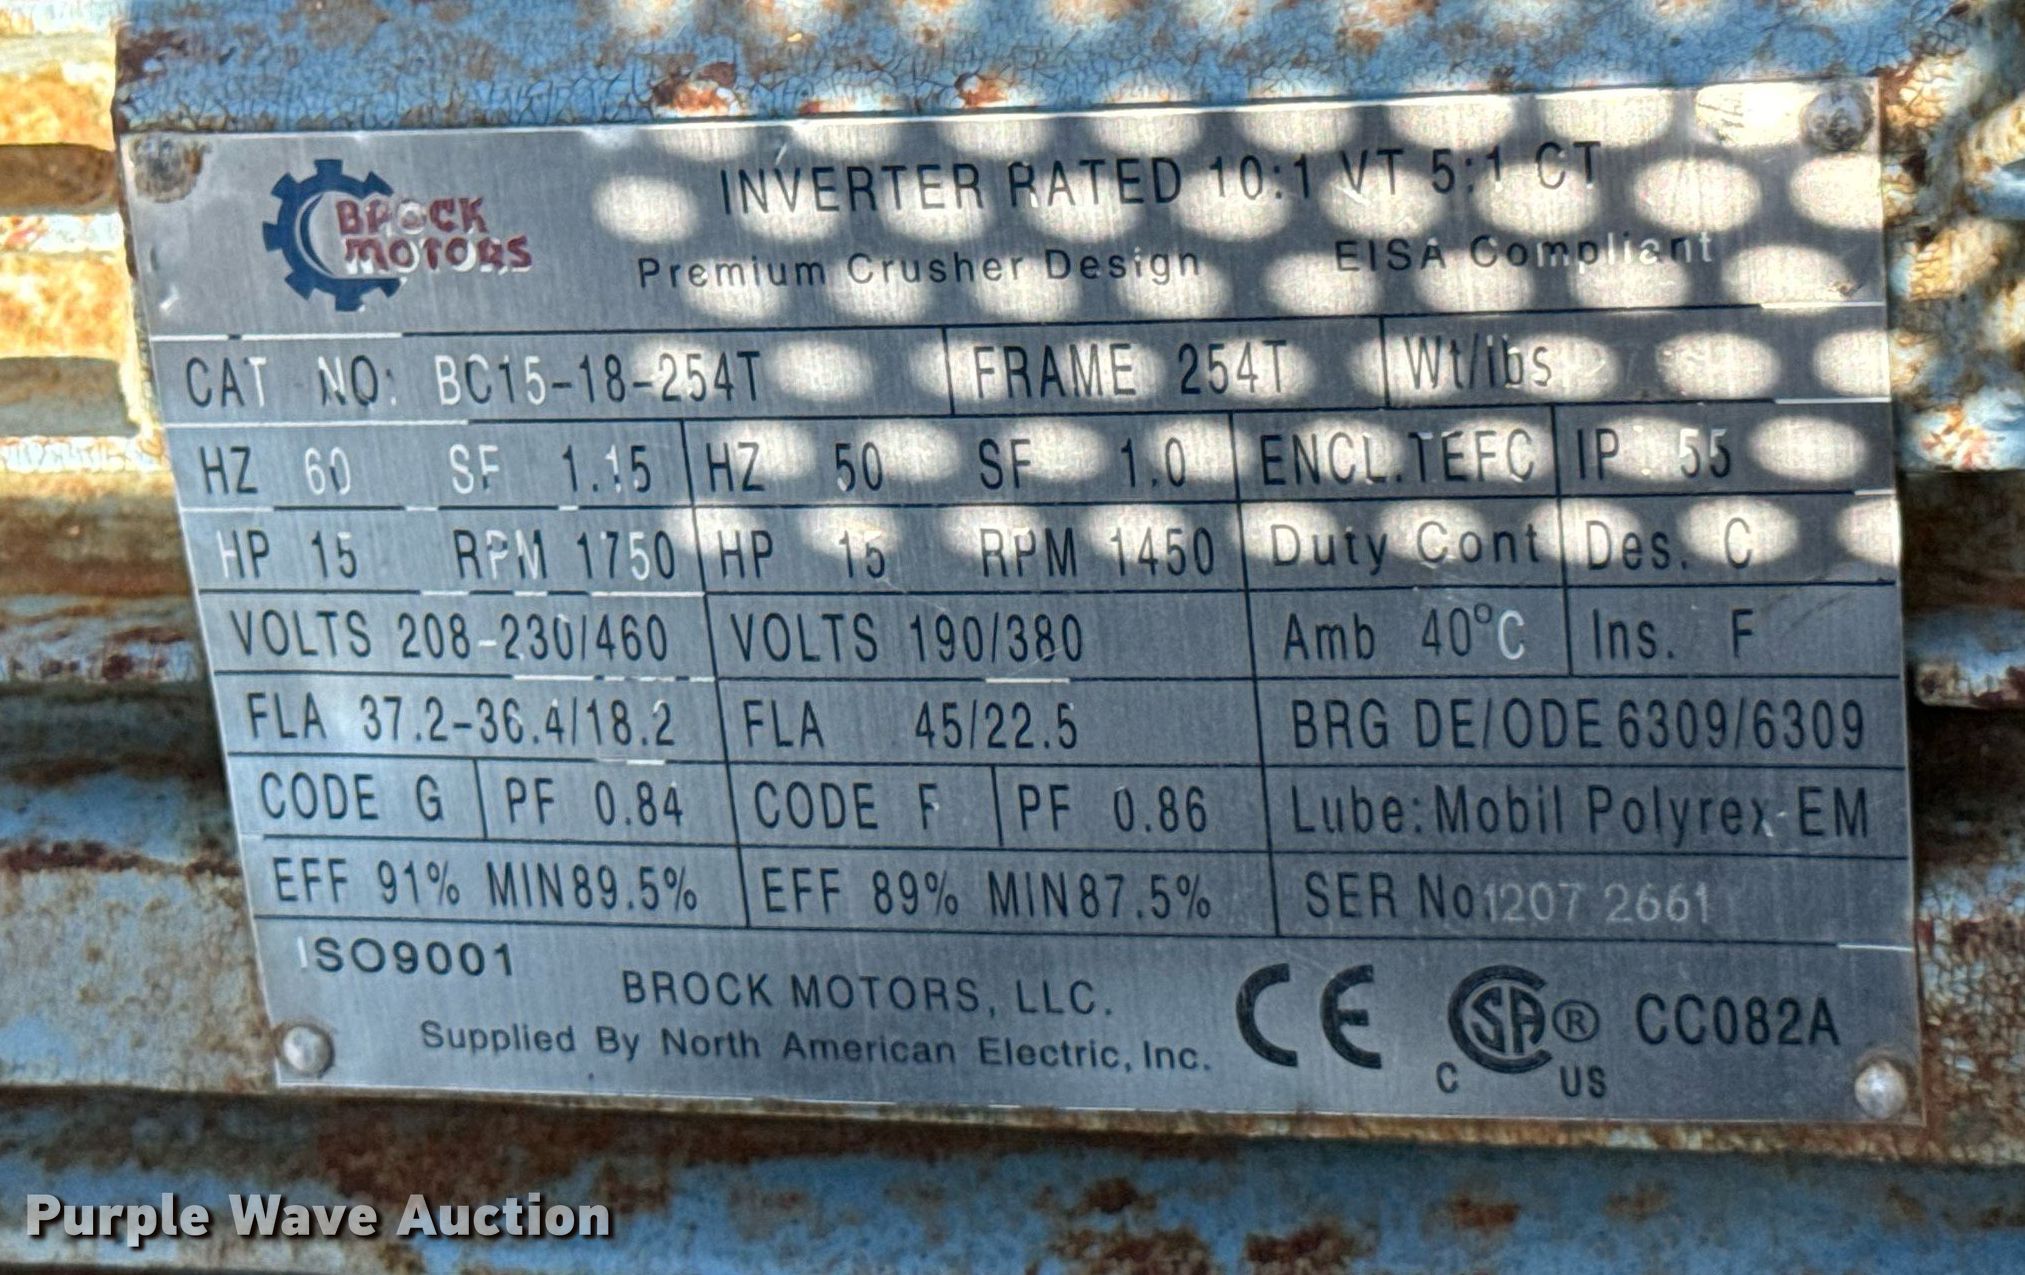 BROCK
MOTORS
INVERTER RATED 10:1 VT 5:1 CT
Premium Crusher Design EISA Compliant
CAT NO: BC15-18-254T FRAME 254T Wt/lbs
HZ 60 SF 1.15 HZ 50 SF 1.0 ENCL.TEFC IP 55
HP 15 RPM 1750 HP 15 RPM 1450 Duty Cont Des. C
VOLTS 208-230/460 VOLTS 190/380 Amb 40°C Ins. F
FLA 37.2-36.4/18.2 FLA 45/22.5 BRG DE/ODE 6309/6309
CODE G PF 0.84 CODE F PF 0.86 Lube: Mobil Polyrex-EM
EFF 91% MIN89.5% EFF 89% MIN87.5% SER No. 1207 2661
ISO9001
BROCK MOTORS, LLC.
Supplied By North American Electric, Inc.
CE C SA ® US CC082A
Purple Wave Auction